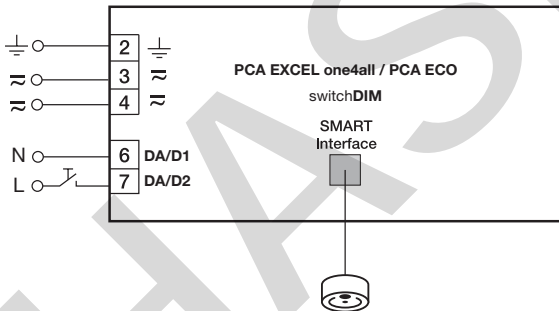 2
3
4
PCA EXCEL one4all / PCA ECO
switchDIM
SMART
Interface
N 6 DA/D1
L 7 DA/D2